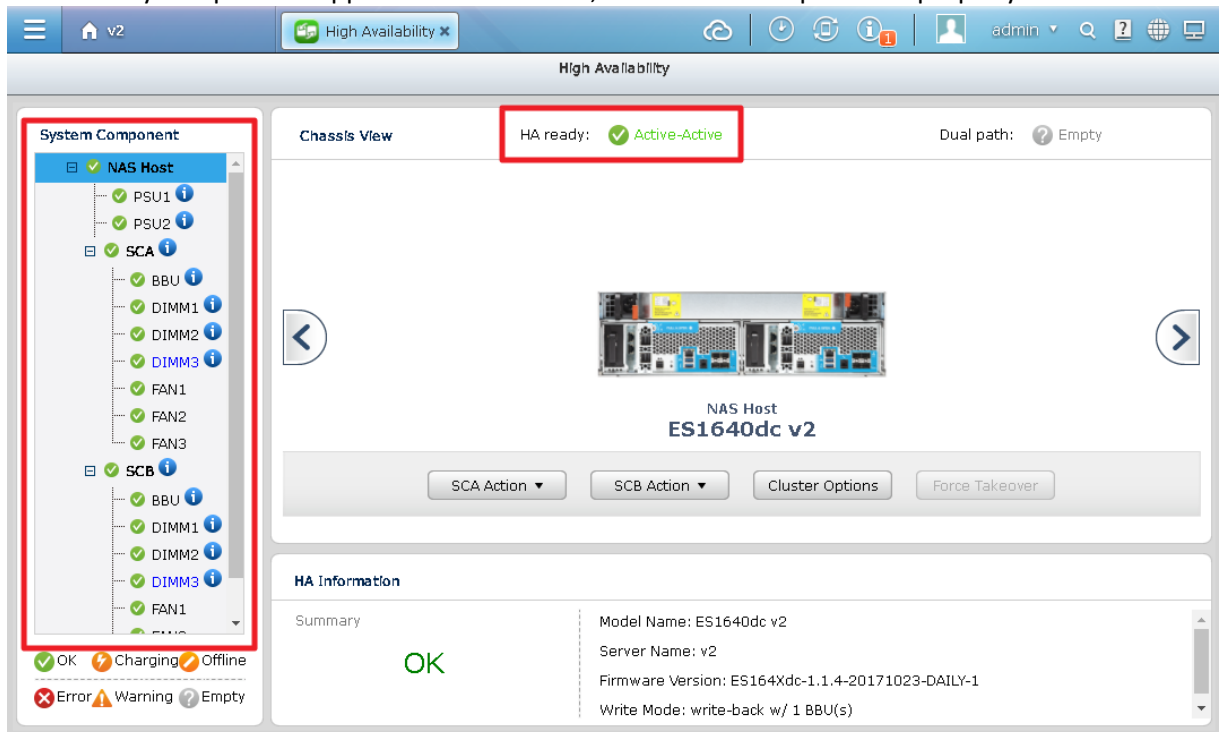 v2
High Availability
1
admin
?
High Availability
System Component
NAS Host
PSU1
PSU2
SCA
BBU
DIMM1
DIMM2
DIMM3
FAN1
FAN2
FAN3
SCB
BBU
DIMM1
DIMM2
DIMM3
FAN1
OK Charging Offline
Error Warning Empty
Chassis View HA ready: Active-Active Dual path: Empty
NAS Host
ES1640dc v2
SCA Action SCB Action Cluster Options Force Takeover
HA Information
Summary
OK
Model Name: ES1640dc v2
Server Name: v2
Firmware Version: ES164Xdc-1.1.4-20171023-DAILY-1
Write Mode: write-back w/ 1 BBU(s)